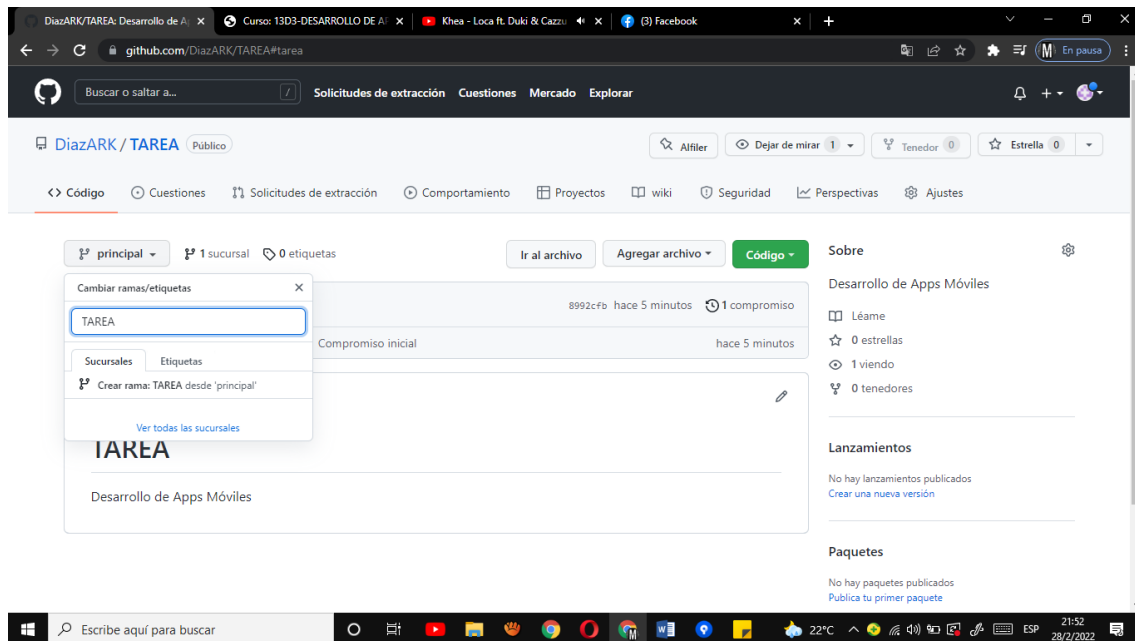 DiazARK/TAREA: Desarrollo de A
Curso: 13D3-DESARROLLO DE AP
Khea - Loca ft. Duki & Cazzu
(3) Facebook
github.com/DiazARK/TAREA#tarea
M
En pausa
Buscar o saltar a...
/
Solicitudes de extracción Cuestiones Mercado Explorar
DiazARK / TAREA Público
Alfiler
Dejar de mirar 1
Tenedor 0
Estrella 0
Código Cuestiones Solicitudes de extracción Comportamiento Proyectos wiki Seguridad Perspectivas Ajustes
principal 1 sucursal 0 etiquetas
Ir al archivo Agregar archivo Código
Cambiar ramas/etiquetas
TAREA
Sucursales Etiquetas
Crear rama: TAREA desde 'principal'
Ver todas las sucursales
8992cfb hace 5 minutos 1 compromiso
Compromiso inicial hace 5 minutos
TAREA
Desarrollo de Apps Móviles
Sobre
Desarrollo de Apps Móviles
Léame
0 estrellas
1 viendo
0 tenedores
Lanzamientos
No hay lanzamientos publicados
Crear una nueva versión
Paquetes
No hay paquetes publicados
Publica tu primer paquete
Escribe aquí para buscar
22°C
ESP
21:52
28/2/2022